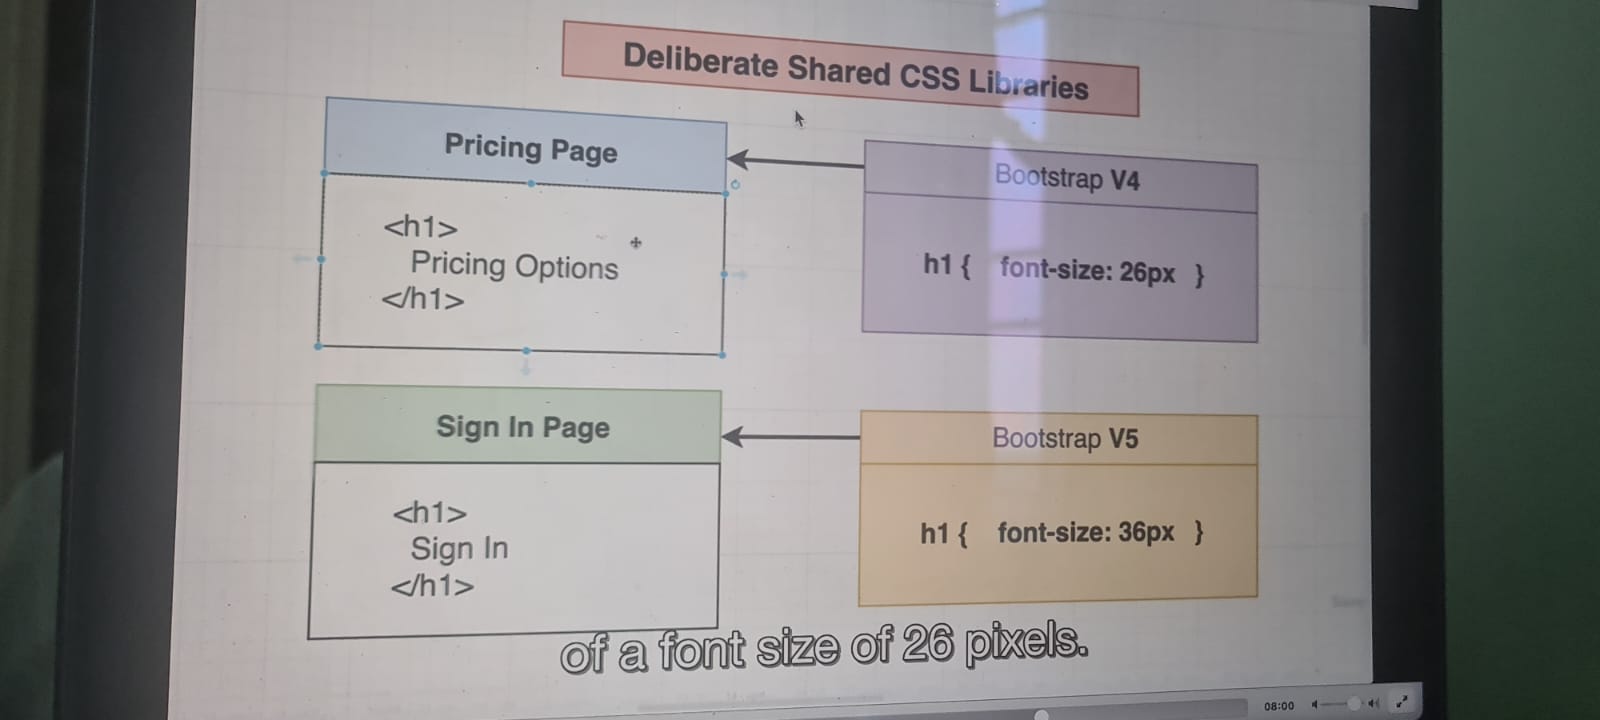 Deliberate Shared CSS Libraries
Pricing Page
<h1>
Pricing Options
</h1>
Bootstrap V4
h1 { font-size: 26px }
Sign In Page
<h1>
Sign In
</h1>
Bootstrap V5
h1 { font-size: 36px }
of a font size of 26 pixels.
08:00